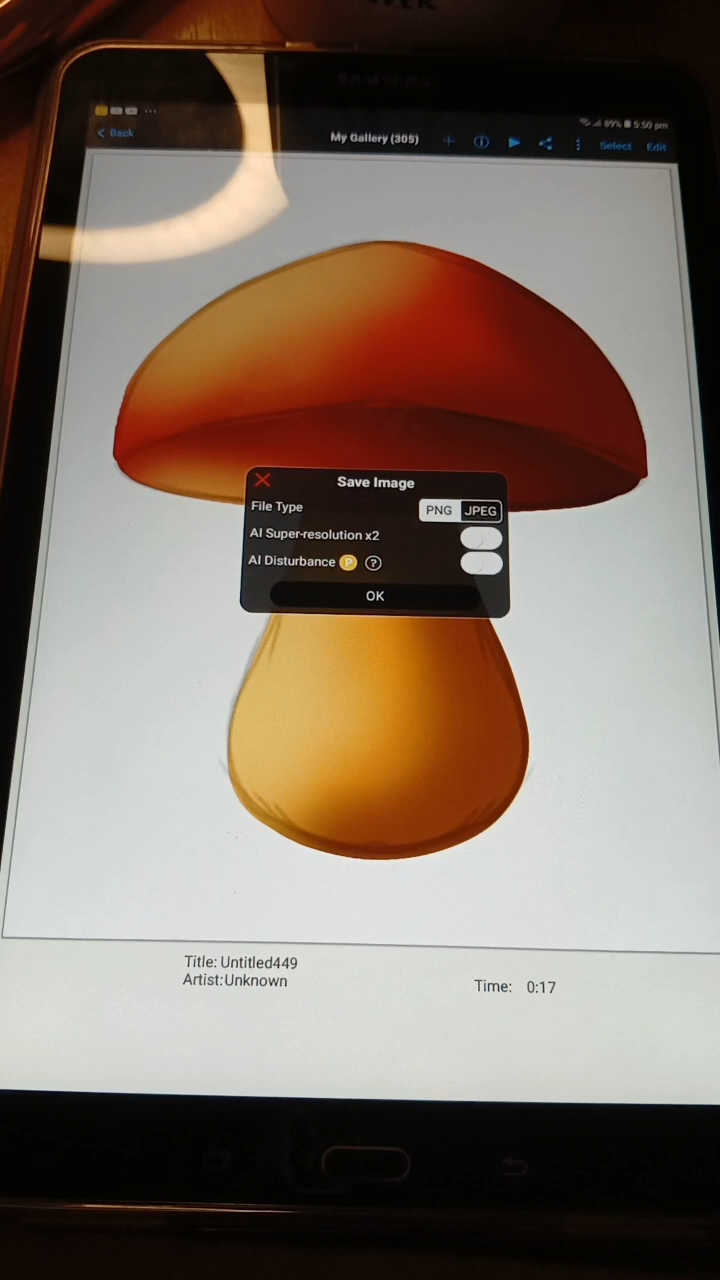 SAMSUNG
89% 5:50 pm
< Back
My Gallery (305)
Select
Edit
Save Image
File Type
PNG
JPEG
AI Super-resolution x2
AI Disturbance P ?
OK
Title: Untitled449
Artist:Unknown
Time: 0:17